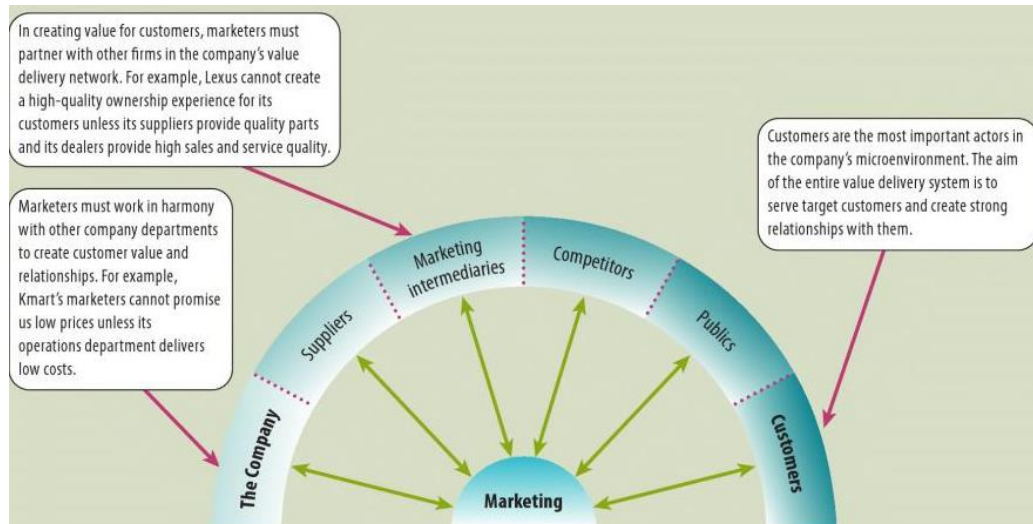 In creating value for customers, marketers must
partner with other firms in the company's value
delivery network. For example, Lexus cannot create
a high-quality ownership experience for its
customers unless its suppliers provide quality parts
and its dealers provide high sales and service quality.
Marketers must work in harmony
with other company departments
to create customer value and
relationships. For example,
Kmart's marketers cannot promise
us low prices unless its
operations department delivers
low costs.
Customers are the most important actors in
the company's microenvironment. The aim
of the entire value delivery system is to
serve target customers and create strong
relationships with them.
The Company
Suppliers
Marketing
intermediaries
Competitors
Publics
Customers
Marketing